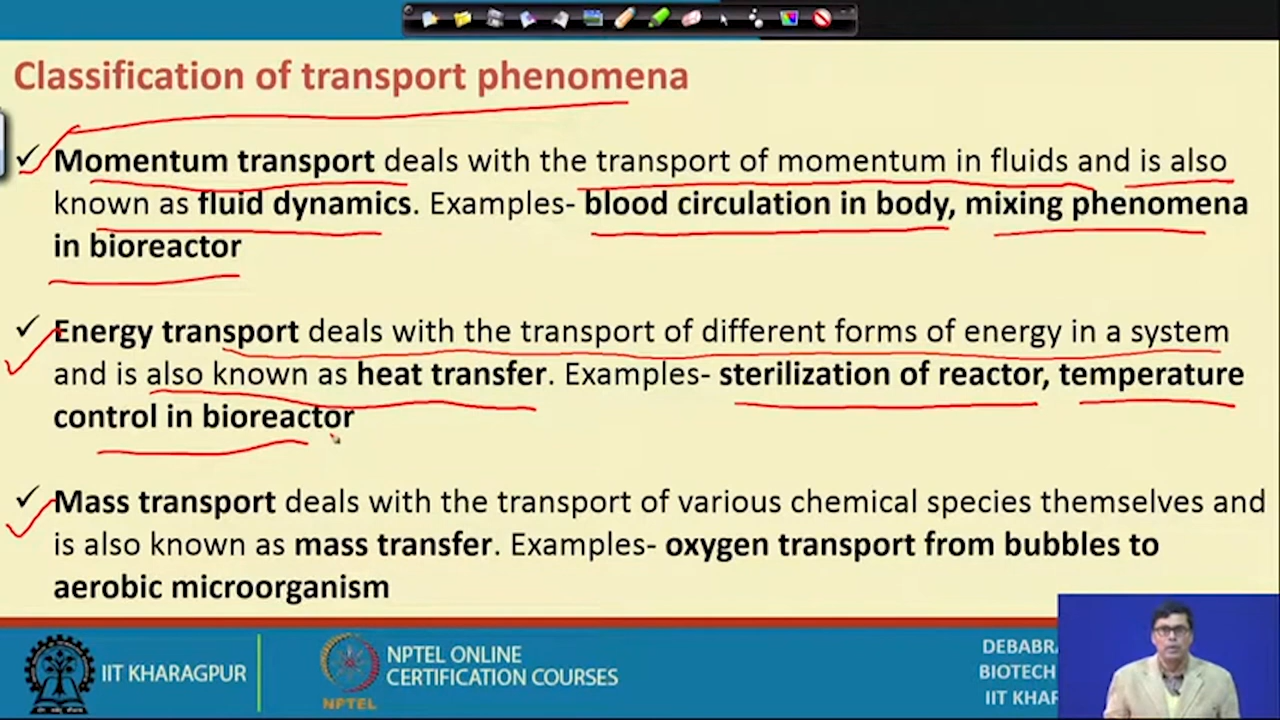 Classification of transport phenomena
✓ Momentum transport deals with the transport of momentum in fluids and is also
known as fluid dynamics. Examples- blood circulation in body, mixing phenomena
in bioreactor
✓ Energy transport deals with the transport of different forms of energy in a system
and is also known as heat transfer. Examples- sterilization of reactor, temperature
control in bioreactor
✓ Mass transport deals with the transport of various chemical species themselves and
is also known as mass transfer. Examples- oxygen transport from bubbles to
aerobic microorganism
IIT KHARAGPUR
NPTEL
NPTEL ONLINE
CERTIFICATION COURSES
IIT